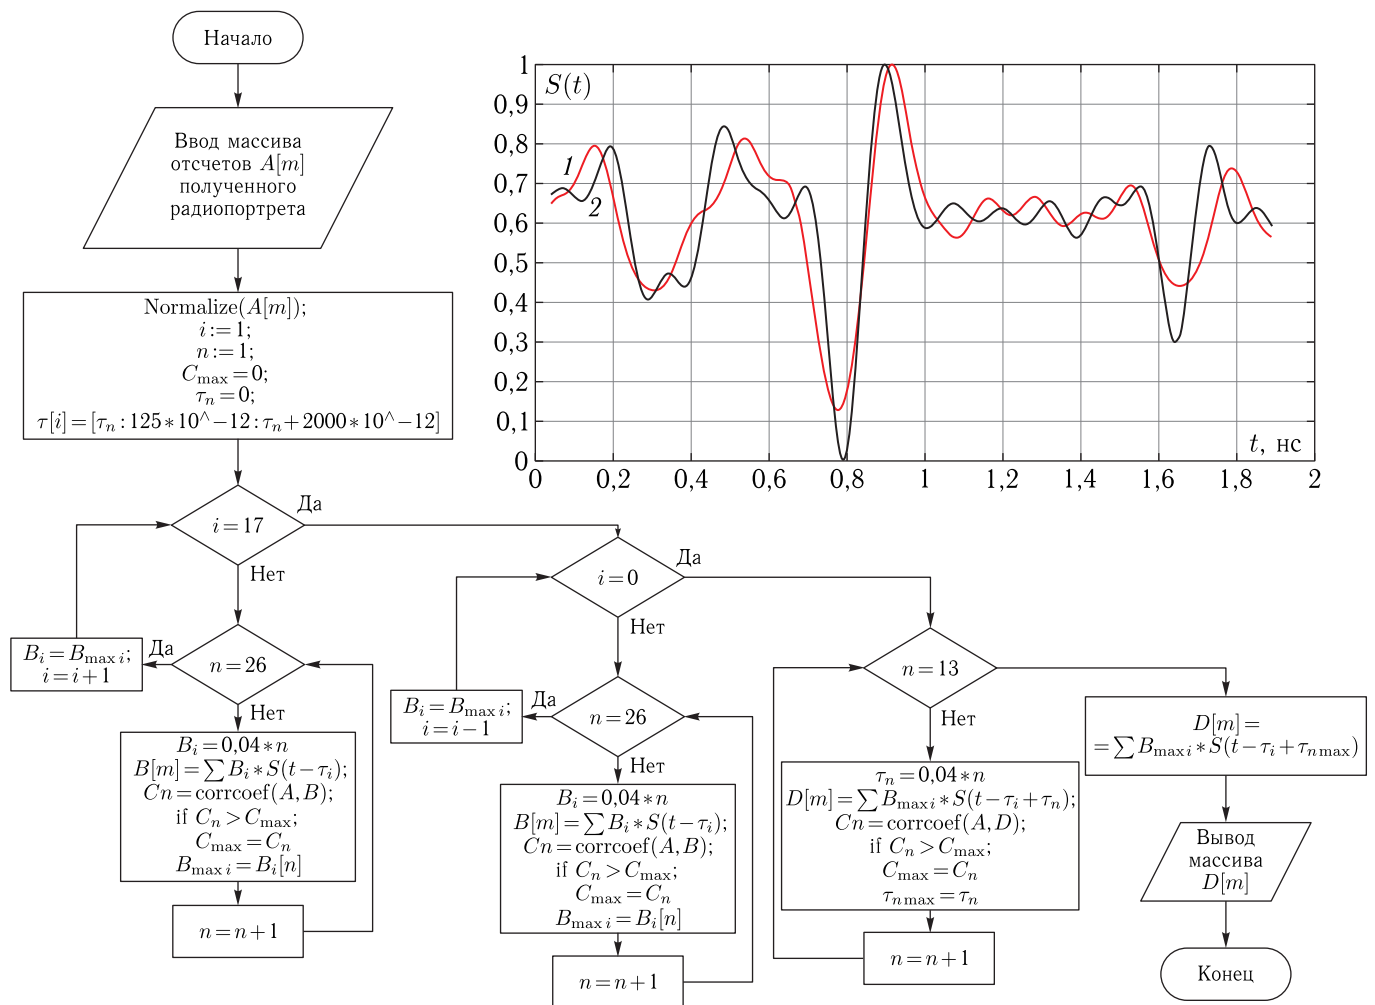 Начало
Ввод массива
отсчетов A[m]
полученного
радиопортрета
Normalize(A[m]);
i:=1;
n:=1;
C_max=0;
τ_n=0;
τ[i]=[τ_n:125*10^−12:τ_n+2000*10^−12]
1
0,9
0,8
0,7
0,6
0,5
0,4
0,3
0,2
0,1
0
S(t)
1
2
t, нс
0 0,2 0,4 0,6 0,8 1 1,2 1,4 1,6 1,8 2
i=17
Да
Нет
n=26
Да
Нет
B_i=B_max i;
i=i+1
B_i=0,04*n
B[m]=∑B_i*S(t−τ_i);
Cn=corrcoef(A,B);
if C_n>C_max;
C_max=C_n
B_max i=B_i[n]
n=n+1
i=0
Да
Нет
n=26
Да
Нет
B_i=B_max i;
i=i−1
B_i=0,04*n
B[m]=∑B_i*S(t−τ_i);
Cn=corrcoef(A,B);
if C_n>C_max;
C_max=C_n
B_max i=B_i[n]
n=n+1
n=13
Нет
τ_n=0,04*n
D[m]=∑B_max i*S(t−τ_i+τ_n);
Cn=corrcoef(A,D);
if C_n>C_max;
C_max=C_n
τ_n max=τ_n
n=n+1
D[m]=
=∑B_max i*S(t−τ_i+τ_n max)
Вывод
массива
D[m]
Конец